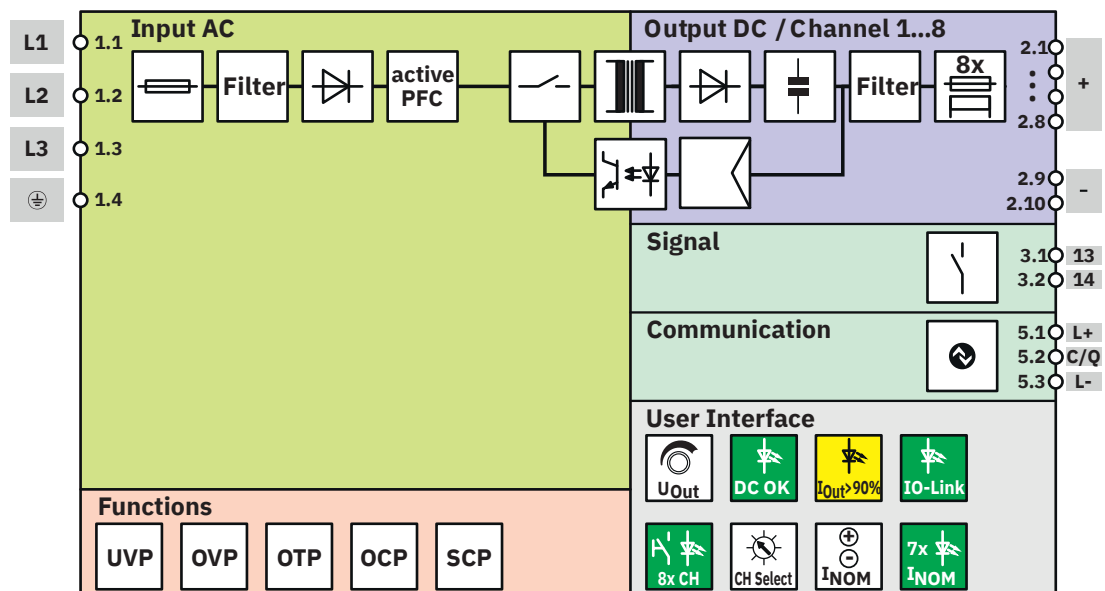 Input AC
L1
1.1
L2
1.2
L3
1.3
1.4
Filter
active
PFC
Output DC / Channel 1...8
Filter
8x
2.1
2.8
+
2.9
2.10
-
Signal
3.1
13
3.2
14
Communication
5.1
L+
5.2
C/Q
5.3
L-
User Interface
UOut
DC OK
IOut>90%
IO-Link
8x CH
CH Select
+
-
INOM
7x
INOM
Functions
UVP
OVP
OTP
OCP
SCP